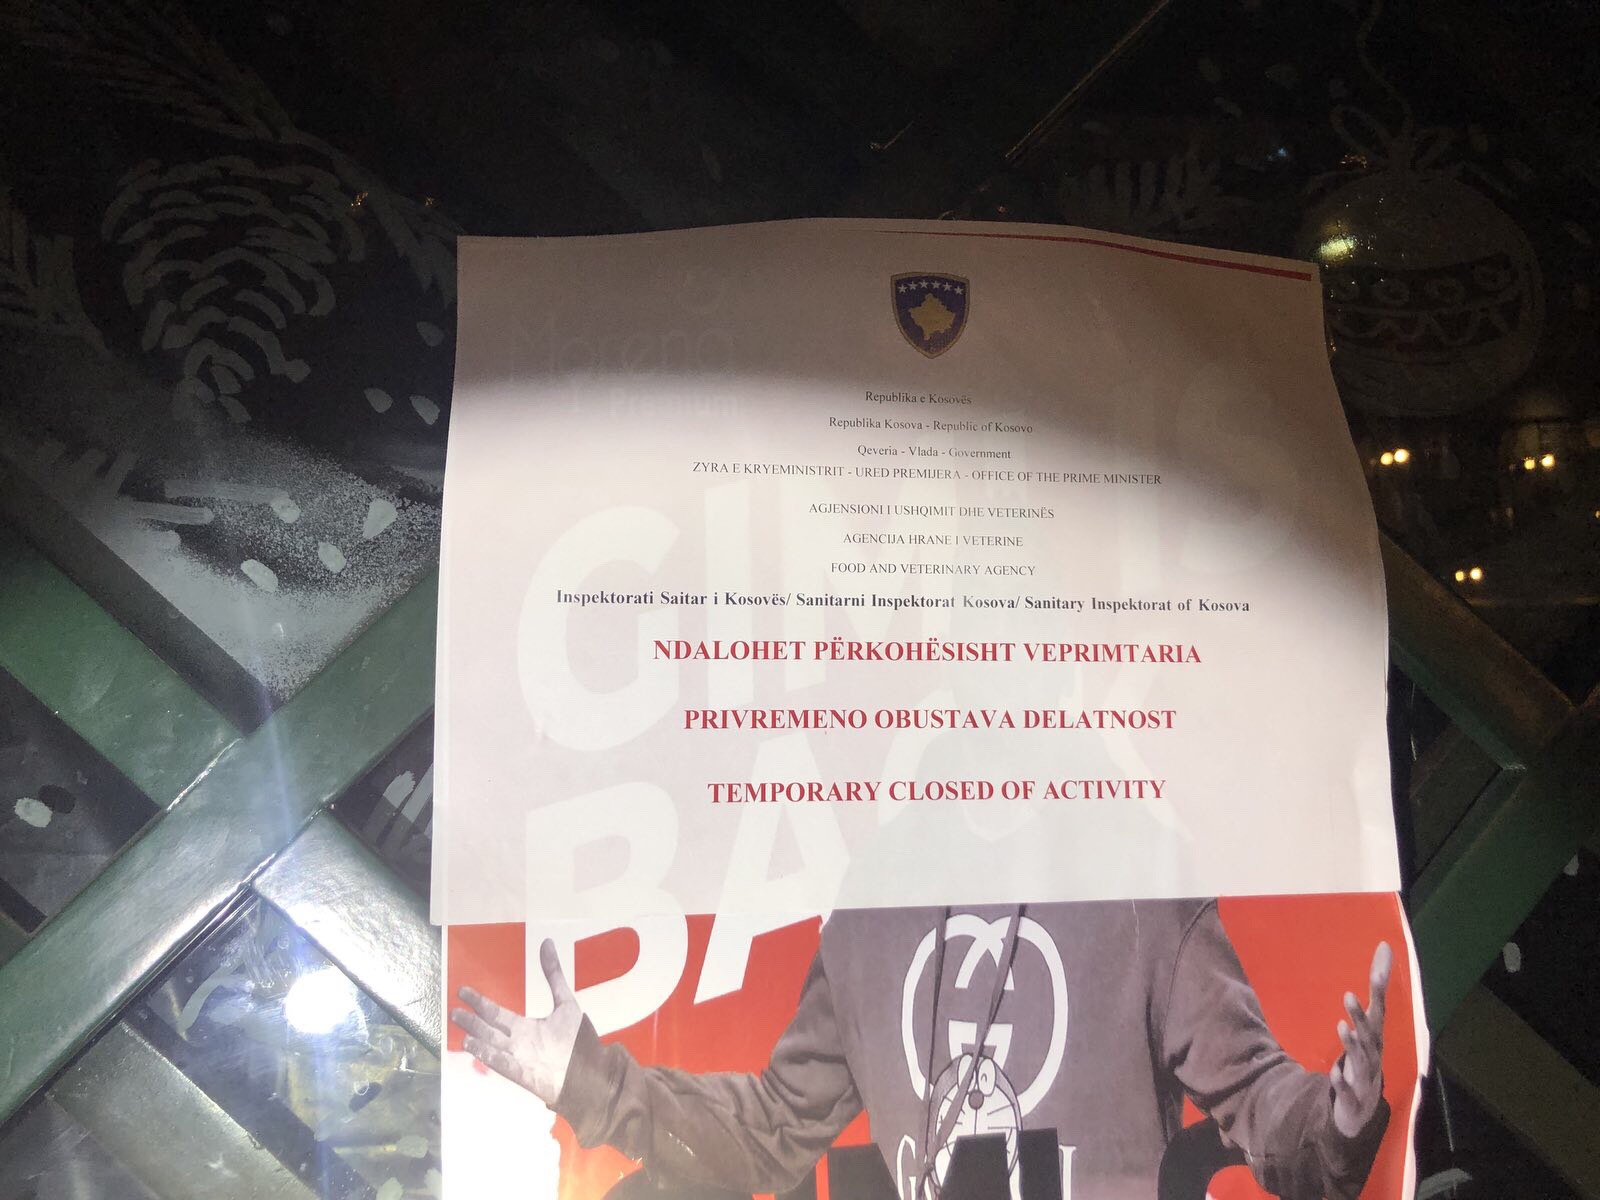 Republika e Kosovës
Republika Kosova - Republic of Kosovo
Qeveria - Vlada - Government
ZYRA E KRYEMINISTRIT - URED PREMIJERA - OFFICE OF THE PRIME MINISTER
AGJENSIONI I USHQIMIT DHE VETERINËS
AGENCIJA HRANE I VETERINE
FOOD AND VETERINARY AGENCY
Inspektorati Saitar i Kosovës/ Sanitarni Inspektorat Kosova/ Sanitary Inspektorat of Kosova
NDALOHET PËRKOHËSISHT VEPRIMTARIA
PRIVREMENO OBUSTAVA DELATNOST
TEMPORARY CLOSED OF ACTIVITY
GIM
BA